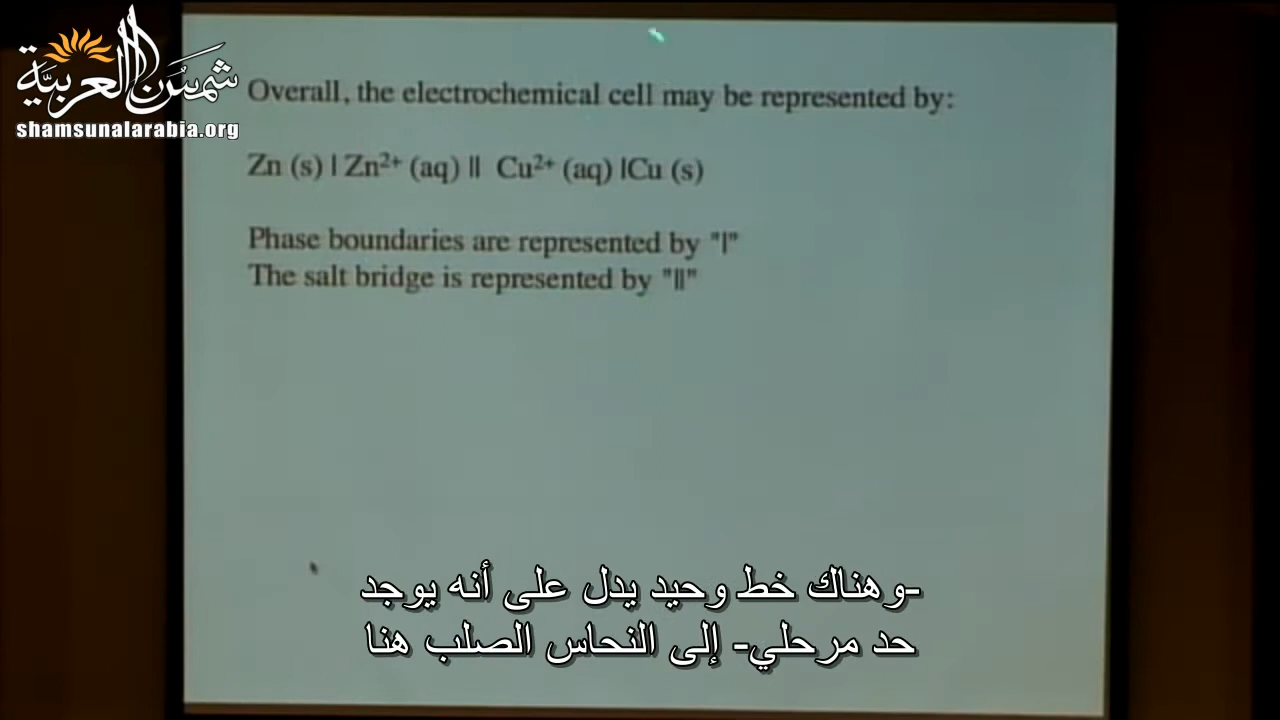 شمس العربية
shamsunalarabia.org
Overall, the electrochemical cell may be represented by:
Zn (s) | Zn²⁺ (aq) || Cu²⁺ (aq) |Cu (s)
Phase boundaries are represented by "|"
The salt bridge is represented by "||"
-وهناك خط وحيد يدل على أنه يوجد
حد مرحلي- إلى النحاس الصلب هنا